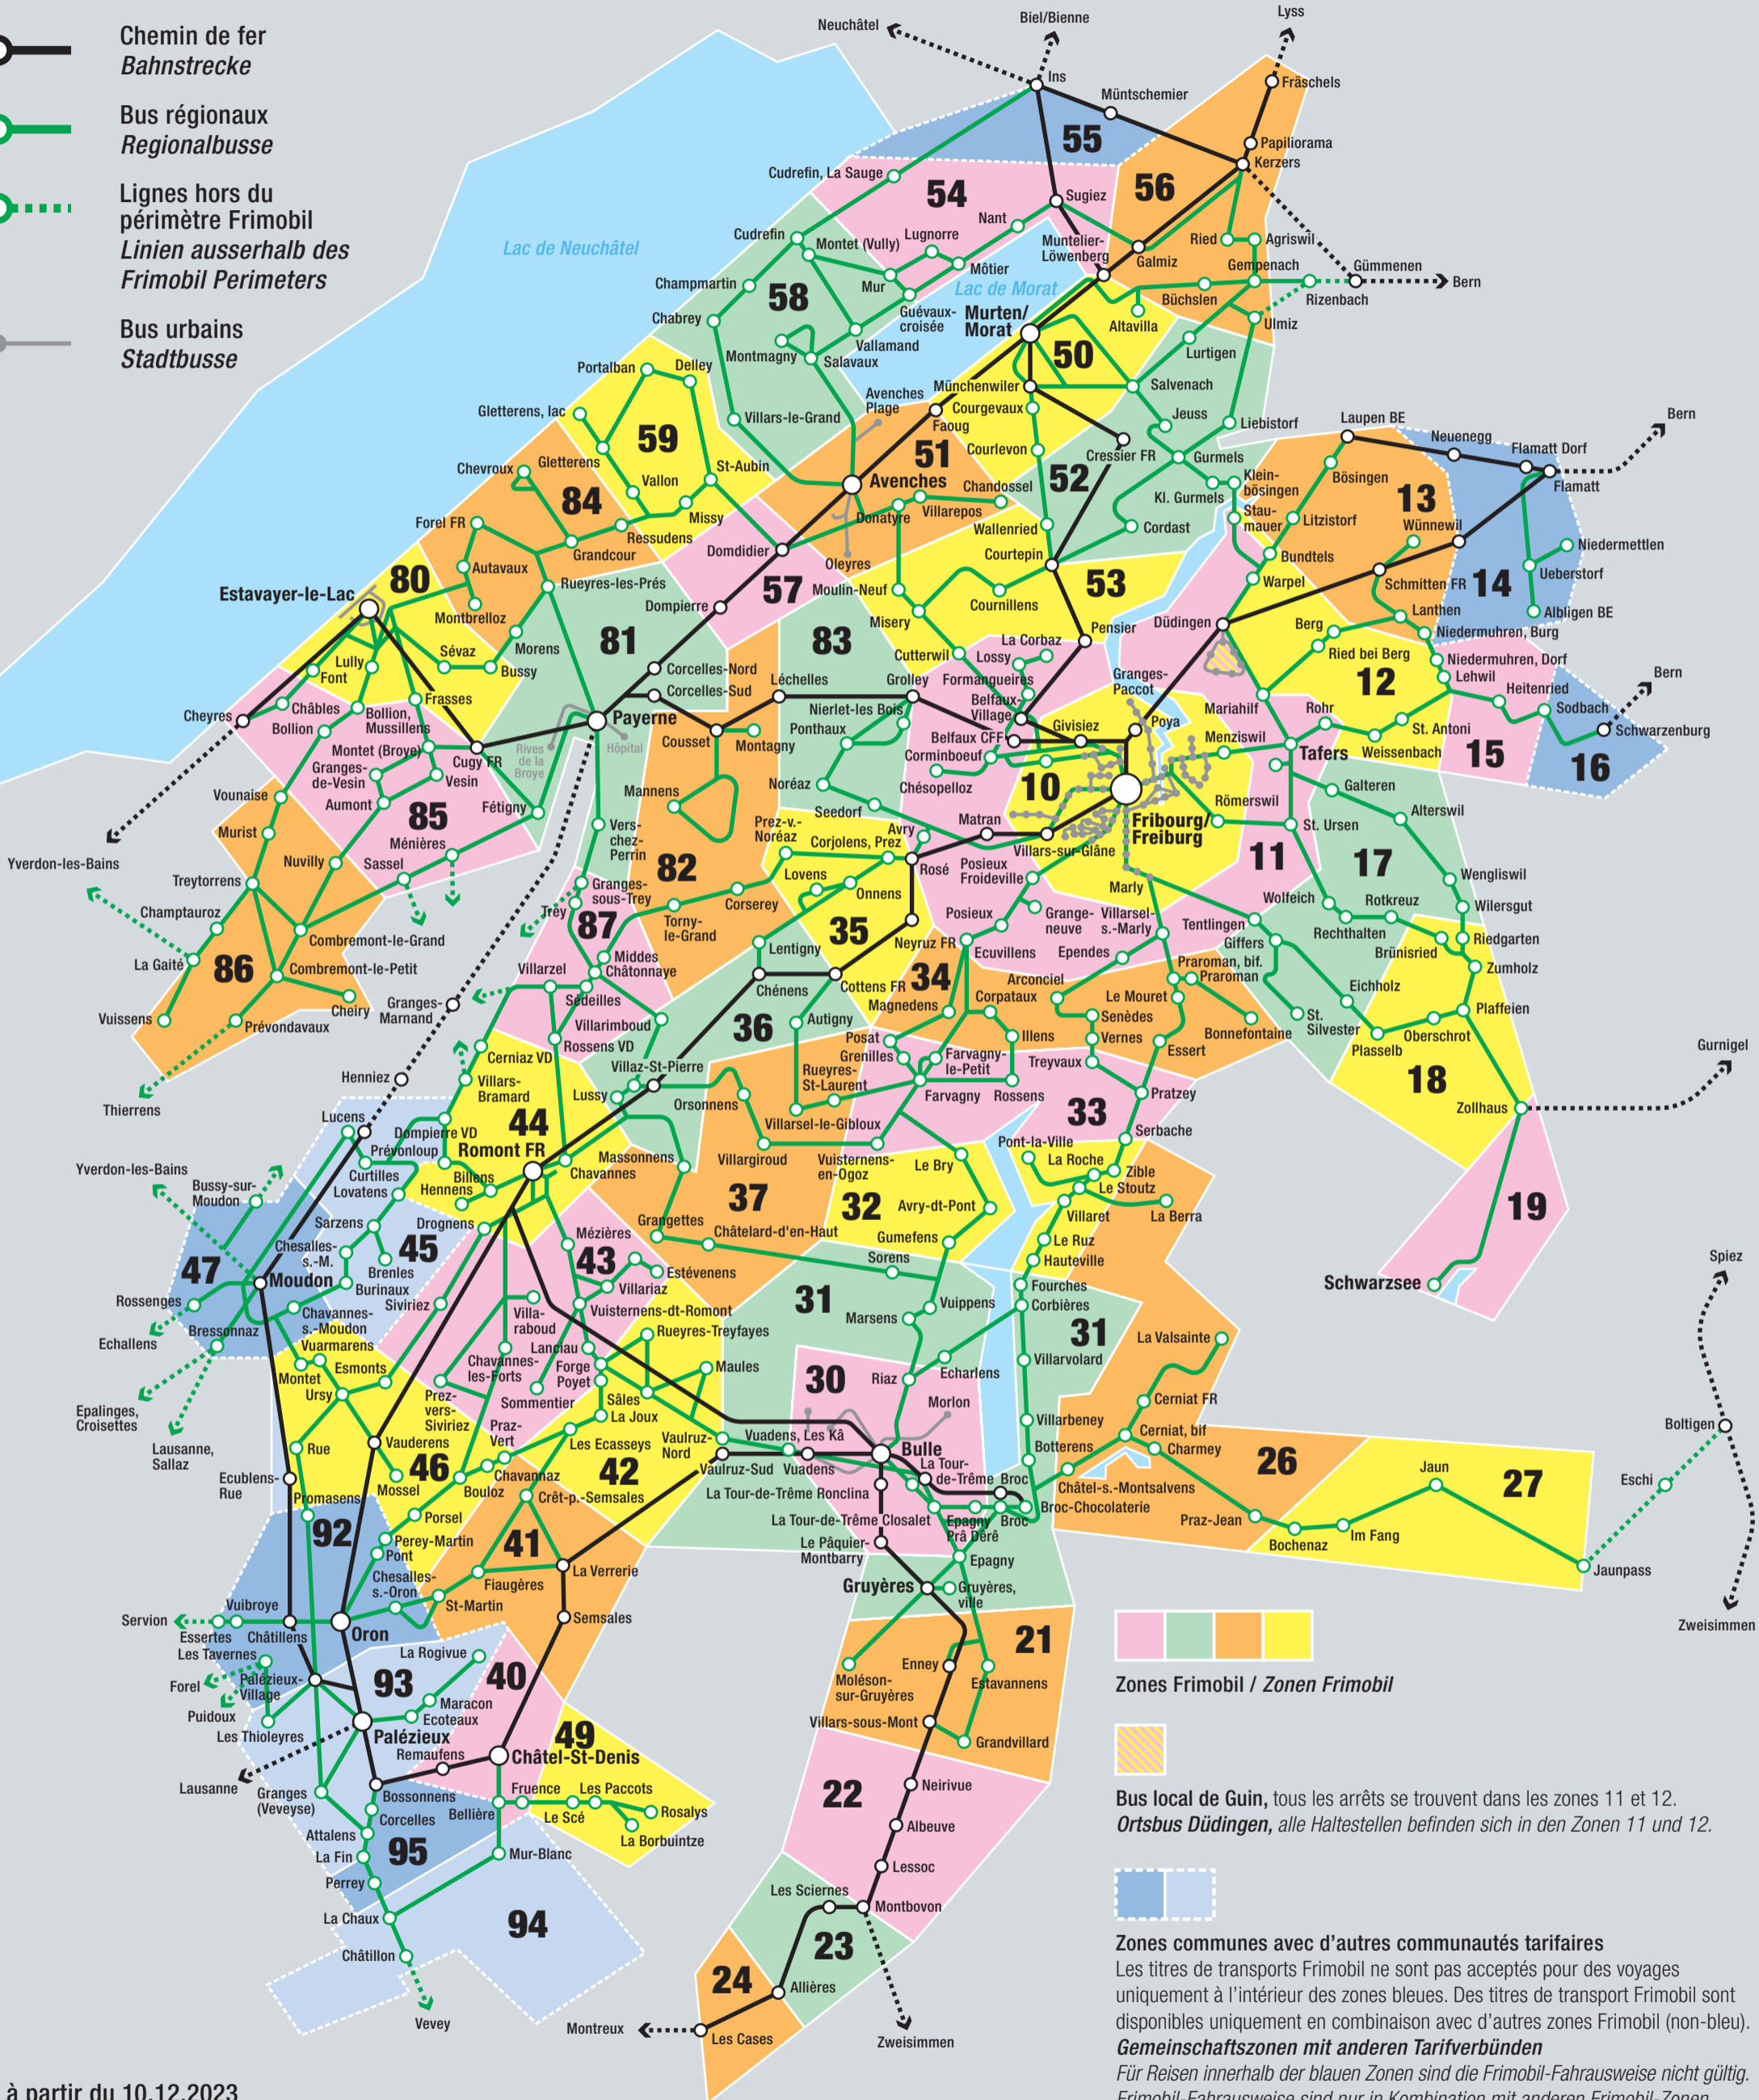 Chemin de fer
Bahnstrecke
Bus régionaux
Regionalbusse
Lignes hors du
périmètre Frimobil
Linien ausserhalb des
Frimobil Perimeters
Bus urbains
Stadtbusse
Neuchâtel
Biel/Bienne
Lyss
Ins
Müntschemier
Fräschels
Papiliorama
Kerzers
55
56
54
Cudrefin, La Sauge
Sugiez
Nant
Lugnorre
Muntelier-
Löwenberg
Galmiz
Ried
Agriswil
Gempenach
Gümmenen
Bern
Rizenbach
Büchslen
Ulmiz
Altavilla
Lac de Neuchâtel
Cudrefin
Montet (Vully)
Môtier
Mur
Lac de Morat
Champmartin
58
Guévaux-
croisée
Murten/
Morat
Chabrey
Vallamand
Montmagny
Salavaux
50
Lurtigen
Portalban
Delley
Münchenwiler
Salvenach
Avenches
Plage
Courgevaux
Jeuss
Gletterens, lac
Villars-le-Grand
Faoug
Liebistorf
Laupen BE
Neuenegg
Flamatt Dorf
Bern
59
51
Courlevon
Cressier FR
Gurmels
Bösingen
Flamatt
Chevroux
Gletterens
St-Aubin
Avenches
Chandossel
52
Klein-
bösingen
Kl. Gurmels
13
84
Vallon
Missy
Donatyre
Villarepos
Wallenried
Cordast
Stau-
mauer
Litzistorf
Wünnewil
Forel FR
Ressudens
Grandcour
Domdidier
Oleyres
Courtepin
Bundtels
Niedermettlen
Autavaux
Rueyres-les-Prés
57
Moulin-Neuf
53
Warpel
Schmitten FR
14
Ueberstorf
Estavayer-le-Lac
80
Montbrelloz
Dompierre
Cournillens
Misery
Lanthen
Albligen BE
Morens
81
83
Pensier
Düdingen
Berg
Niedermuhren, Burg
Sévaz
Bussy
Cutterwil
La Corbaz
Lossy
Ried bei Berg
Niedermuhren, Dorf
Lully
Font
Corcelles-Nord
Formangueires
Granges-
Paccot
12
Lehwil
Heitenried
Bern
Frasses
Corcelles-Sud
Léchelles
Grolley
Belfaux-
Village
Mariahilf
Rohr
Sodbach
Cheyres
Châbles
Bollion
Bollion,
Mussillens
Payerne
Nierlet-les Bois
Ponthaux
Givisiez
Poya
Menziswil
St. Antoni
Weissenbach
Schwarzenburg
Montet (Broye)
Rives
de la
Broye
Hôpital
Cousset
Montagny
Belfaux CFF
Corminboeuf
Tafers
15
16
Granges-
de-Vesin
Cugy FR
Vesin
Aumont
Noréaz
Chésopelloz
10
Galteren
Vounaise
85
Fétigny
Mannens
Seedorf
Römerswil
Alterswil
Murist
Ménières
Vers-
chez-
Perrin
Prez-v.-
Noréaz
Corjolens, Prez
Avry
Matran
Fribourg/
Freiburg
St. Ursen
Yverdon-les-Bains
Nuvilly
Sassel
82
Villars-sur-Glâne
11
17
Treytorrens
Granges-
sous-Trey
Trey
Lovens
Onnens
Rosé
Posieux
Froideville
Marly
Wengliswil
Champtauroz
87
Corserey
Wolfeich
Rotkreuz
Wilersgut
Combremont-le-Grand
Torny-
le-Grand
35
Posieux
Grange-
neuve
Villarsel-
s.-Marly
Tentlingen
Rechthalten
Riedgarten
La Gaité
86
Combremont-le-Petit
Middes
Châtonnaye
Lentigny
Neyruz FR
Ecuvillens
Ependes
Giffers
Brünisried
Zumholz
Villarzel
Chénens
Cottens FR
34
Arconciel
Praroman, bif.
Praroman
Eichholz
Vuissens
Prévondavaux
Cheiry
Granges-
Marnand
Sédeilles
Magnedens
Corpataux
Le Mouret
Plaffeien
Villarimboud
36
Autigny
Senèdes
Bonnefontaine
St.
Silvester
Oberschrot
Plasselb
Rossens VD
Posat
Illens
Vernes
Essert
Gurnigel
Cerniaz VD
Grenilles
Farvagny-
le-Petit
Treyvaux
18
Henniez
Villaz-St-Pierre
Rueyres-
St-Laurent
Thierrens
Villars-
Bramard
Lussy
Orsonnens
Farvagny
Rossens
33
Pratzey
Zollhaus
Lucens
44
Villarsel-le-Gibloux
Dompierre VD
Serbache
Prévonloup
Romont FR
Massonnens
Villargiroud
Vuisternens-
en-Ogoz
Le Bry
Pont-la-Ville
Yverdon-les-Bains
Curtilles
Billens
Chavannes
La Roche
Zible
Bussy-sur-
Moudon
Lovatens
Hennens
37
32
Avry-dt-Pont
Le Stoutz
Villaret
La Berra
19
Sarzens
Drognens
Grangettes
Le Ruz
Chesalles-
s.-M.
45
Mézières
Châtelard-d'en-Haut
Gumefens
Hauteville
Spiez
47
Moudon
Brenles
43
Estévenens
Sorens
Fourches
Schwarzsee
Burinaux
Siviriez
Villariaz
Rossenges
Chavannes-
s.-Moudon
Villa-
raboud
Vuisternens-dt-Romont
31
Vuippens
Corbières
Bressonnaz
Marsens
31
La Valsainte
Echallens
Vuarmarens
Rueyres-Treyfayes
Lanciau
Esmonts
Chavannes-
les-Forts
Forge
Maules
Echarlens
Villarvolard
Montet
Poyet
30
Riaz
Ursy
Sommentier
Sâles
Morlon
Cerniat FR
Epalinges,
Croisettes
Prez-
vers-
Siviriez
La Joux
Villarbeney
Boltigen
Lausanne,
Sallaz
Rue
Vauderens
Praz-
Vert
Les Ecasseys
Vaulruz-
Nord
Vuadens, Les Kâ
Bulle
Botterens
Cerniat, bif
Charmey
46
42
Vaulruz-Sud
Vuadens
La Tour-
de-Trême
Broc
26
Jaun
27
Ecublens-
Rue
Mossel
Chavannaz
Bouloz
Crêt-p.-Semsales
La Tour-de-Trême Ronclina
Châtel-s.-Montsalvens
Eschi
Promasens
92
Porsel
La Tour-de-Trême Closalet
Epagny
Prâ Dèrê
Broc
Broc-Chocolaterie
Praz-Jean
Perey-Martin
Pont
41
Le Pâquier-
Montbarry
Im Fang
Bochenaz
Chesalles-
s.-Oron
Fiaugères
La Verrerie
Epagny
Jaunpass
Gruyères
Gruyères,
ville
Servion
Vuibroye
St-Martin
Semsales
Essertes
Châtillens
Oron
21
Zweisimmen
Les Tavernes
La Rogivue
40
Enney
Forel
Palézieux-
Village
93
Moléson-
sur-Gruyères
Estavannens
Zones Frimobil / Zonen Frimobil
Puidoux
Maracon
Ecoteaux
Les Thioleyres
Palézieux
49
Villars-sous-Mont
Grandvillard
Remaufens
Châtel-St-Denis
Lausanne
Granges
(Veveyse)
Bossonnens
Fruence
Les Paccots
22
Neirivue
Bus local de Guin, tous les arrêts se trouvent dans les zones 11 et 12.
Corcelles
Bellière
Le Scé
Rosalys
Ortsbus Düdingen, alle Haltestellen befinden sich in den Zonen 11 und 12.
Attalens
La Borbuintze
Albeuve
La Fin
95
Mur-Blanc
Lessoc
Perrey
Les Sciernes
La Chaux
94
Montbovon
Zones communes avec d’autres communautés tarifaires
Châtillon
23
Les titres de transports Frimobil ne sont pas acceptés pour des voyages
24
Allières
uniquement à l’intérieur des zones bleues. Des titres de transport Frimobil sont
Vevey
Montreux
Les Cases
Zweisimmen
disponibles uniquement en combinaison avec d’autres zones Frimobil (non-bleu).
Gemeinschaftszonen mit anderen Tarifverbünden
Für Reisen innerhalb der blauen Zonen sind die Frimobil-Fahrausweise nicht gültig.
Frimobil-Fahrausweise sind nur in Kombination mit anderen Frimobil-Zonen
à partir du 10.12.2023